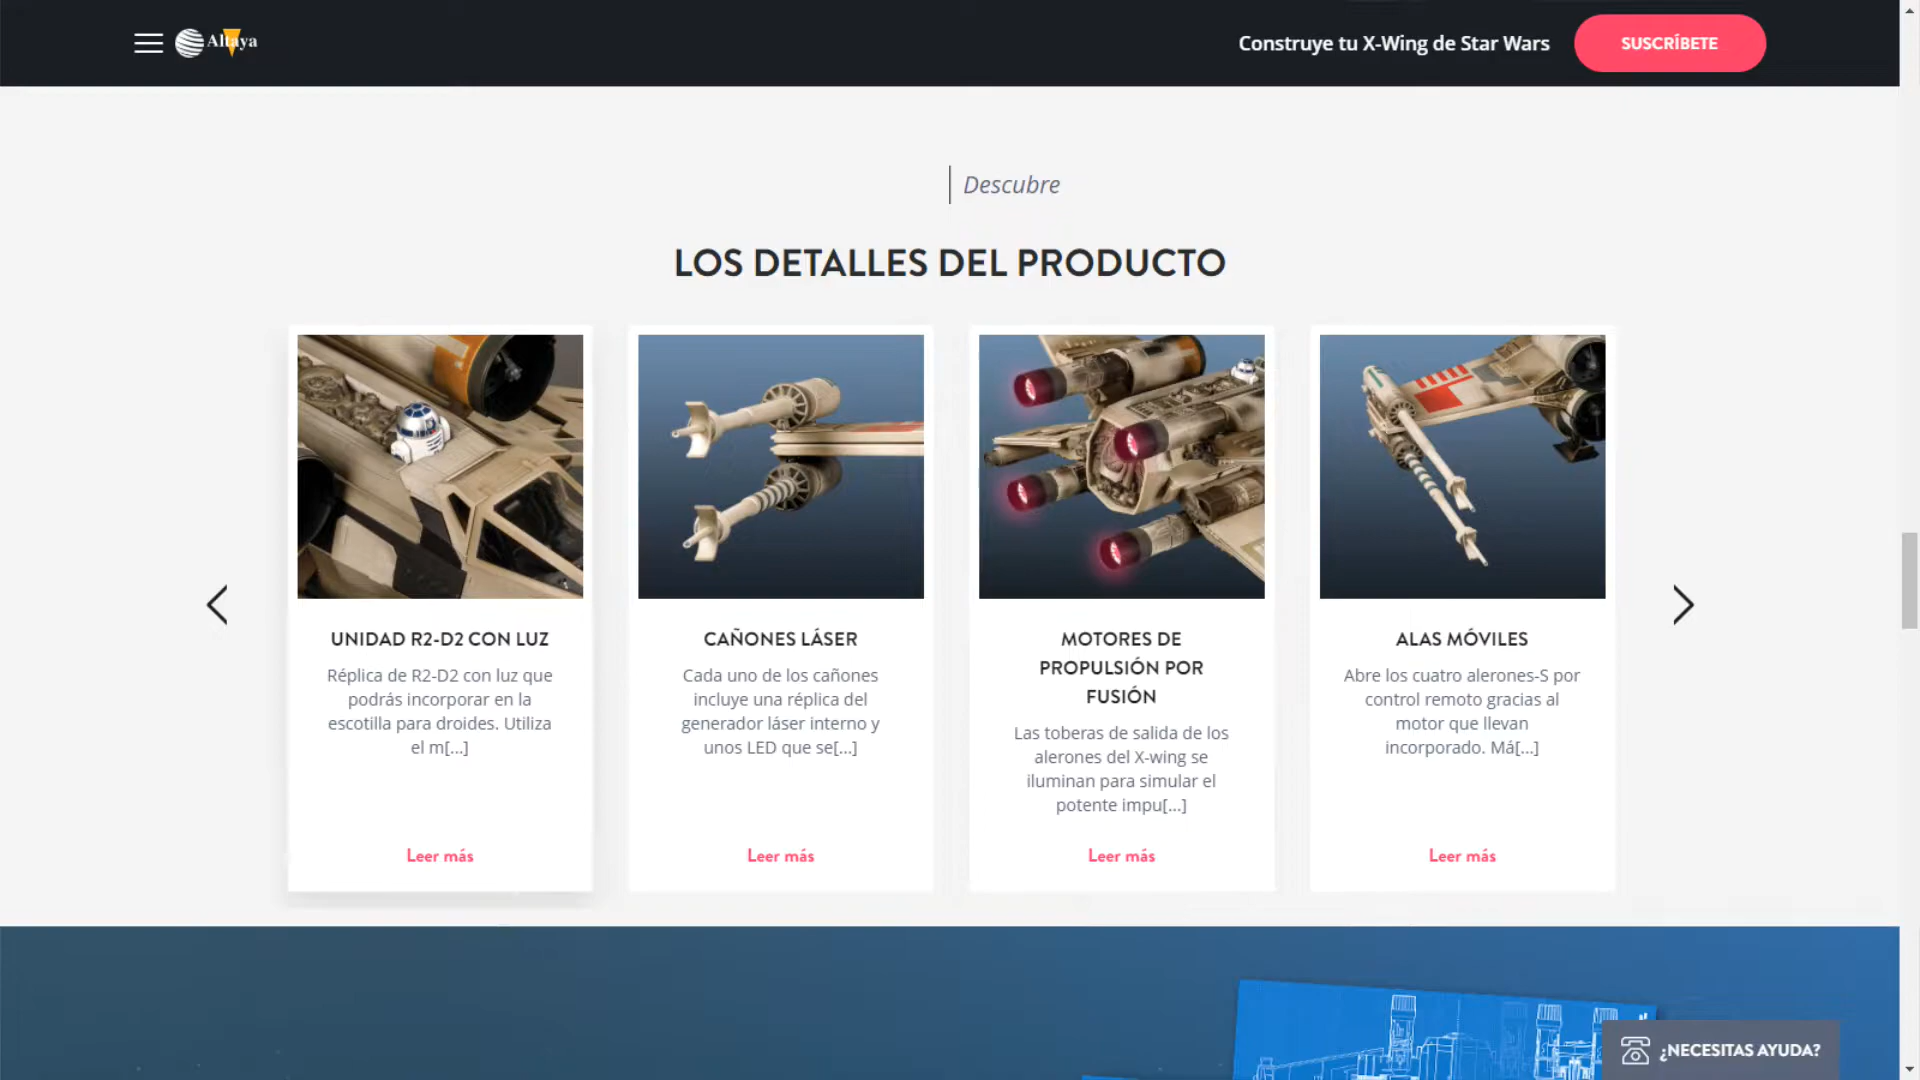 Altaya
Construye tu X-Wing de Star Wars
SUSCRÍBETE
Descubre
LOS DETALLES DEL PRODUCTO
UNIDAD R2-D2 CON LUZ
Réplica de R2-D2 con luz que
podrás incorporar en la
escotilla para droides. Utiliza
el m[...]
Leer más
CAÑONES LÁSER
Cada uno de los cañones
incluye una réplica del
generador láser interno y
unos LED que se[...]
Leer más
MOTORES DE
PROPULSIÓN POR
FUSIÓN
Las toberas de salida de los
alerones del X-wing se
iluminan para simular el
potente impu[...]
Leer más
ALAS MÓVILES
Abre los cuatro alerones-S por
control remoto gracias al
motor que llevan
incorporado. Má[...]
Leer más
¿NECESITAS AYUDA?